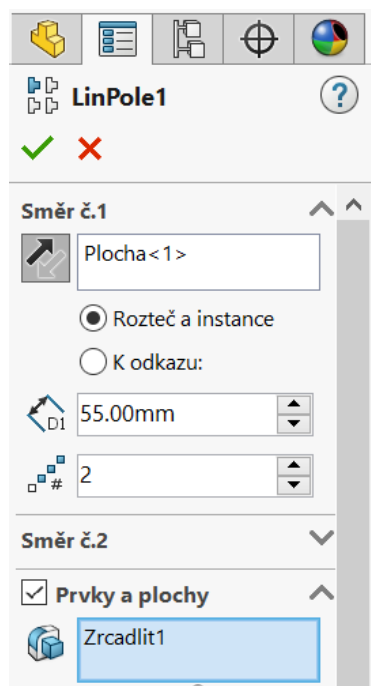 LinPole1
?
Směr č.1
Plocha<1>
Rozteč a instance
K odkazu:
D1 55.00mm
# 2
Směr č.2
Prvky a plochy
Zrcadlit1